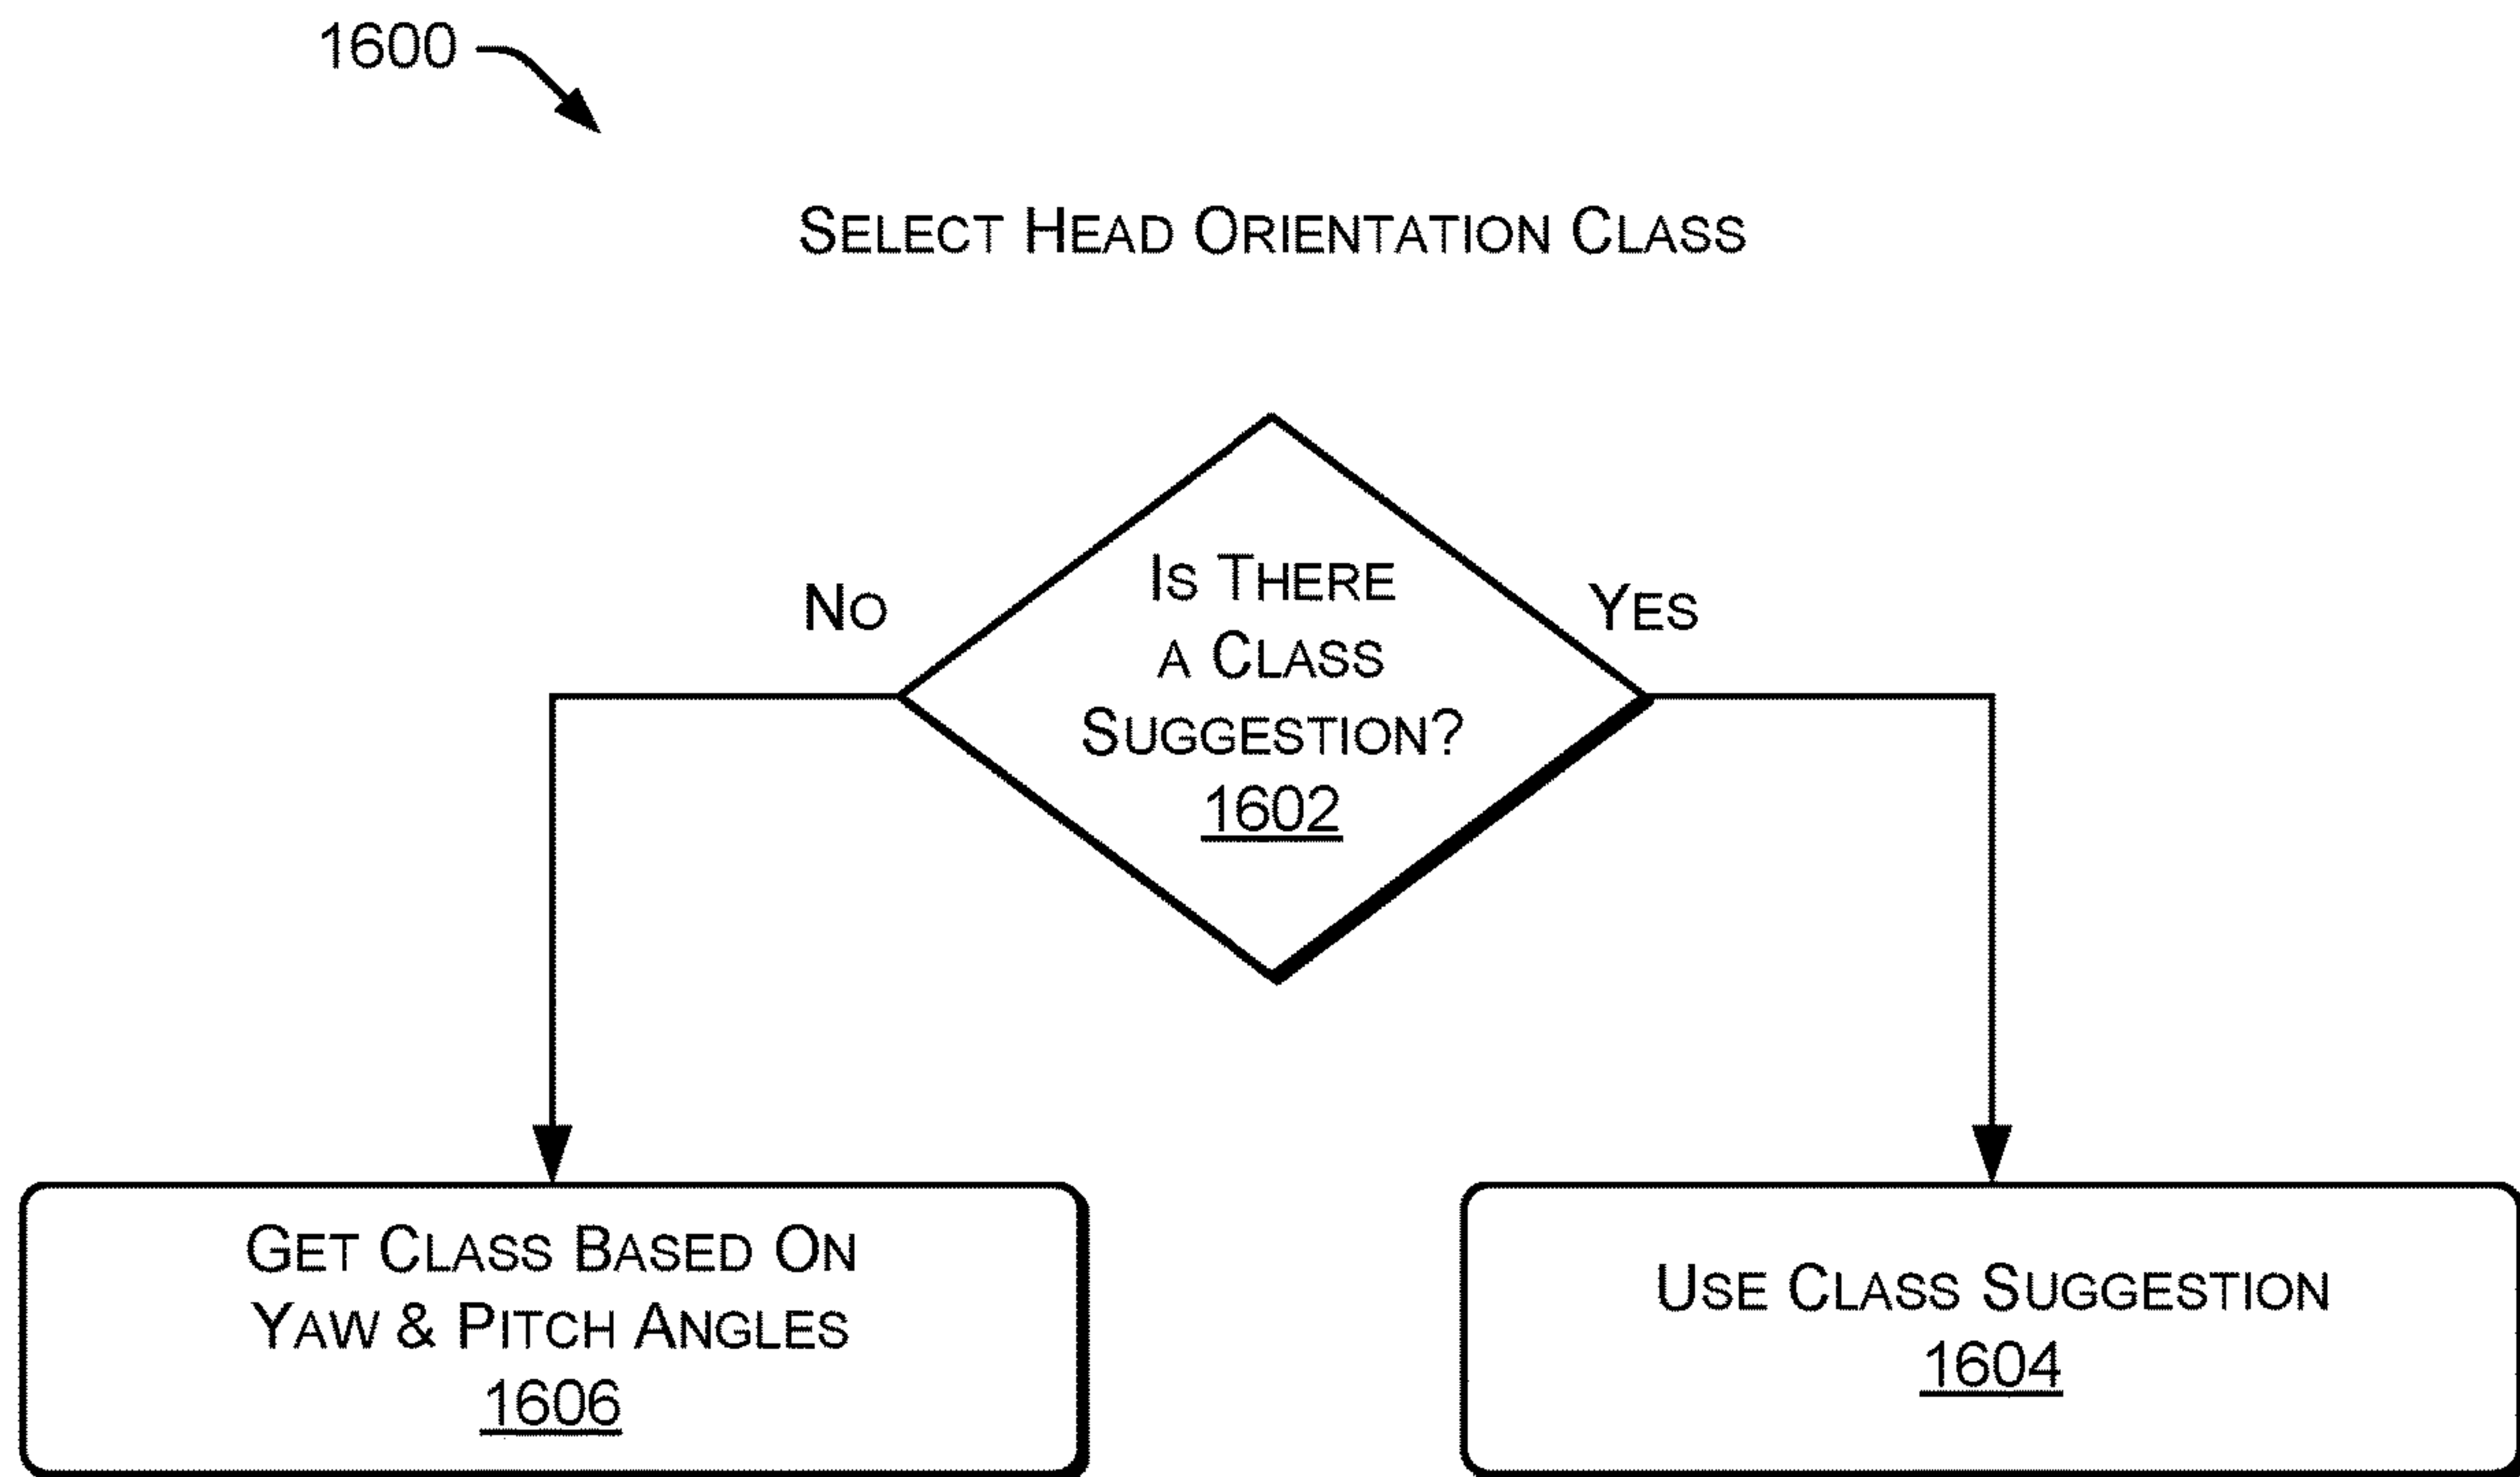 1600
SELECT HEAD ORIENTATION CLASS
IS THERE
A CLASS
SUGGESTION?
1602
NO
YES
GET CLASS BASED ON
YAW & PITCH ANGLES
1606
USE CLASS SUGGESTION
1604